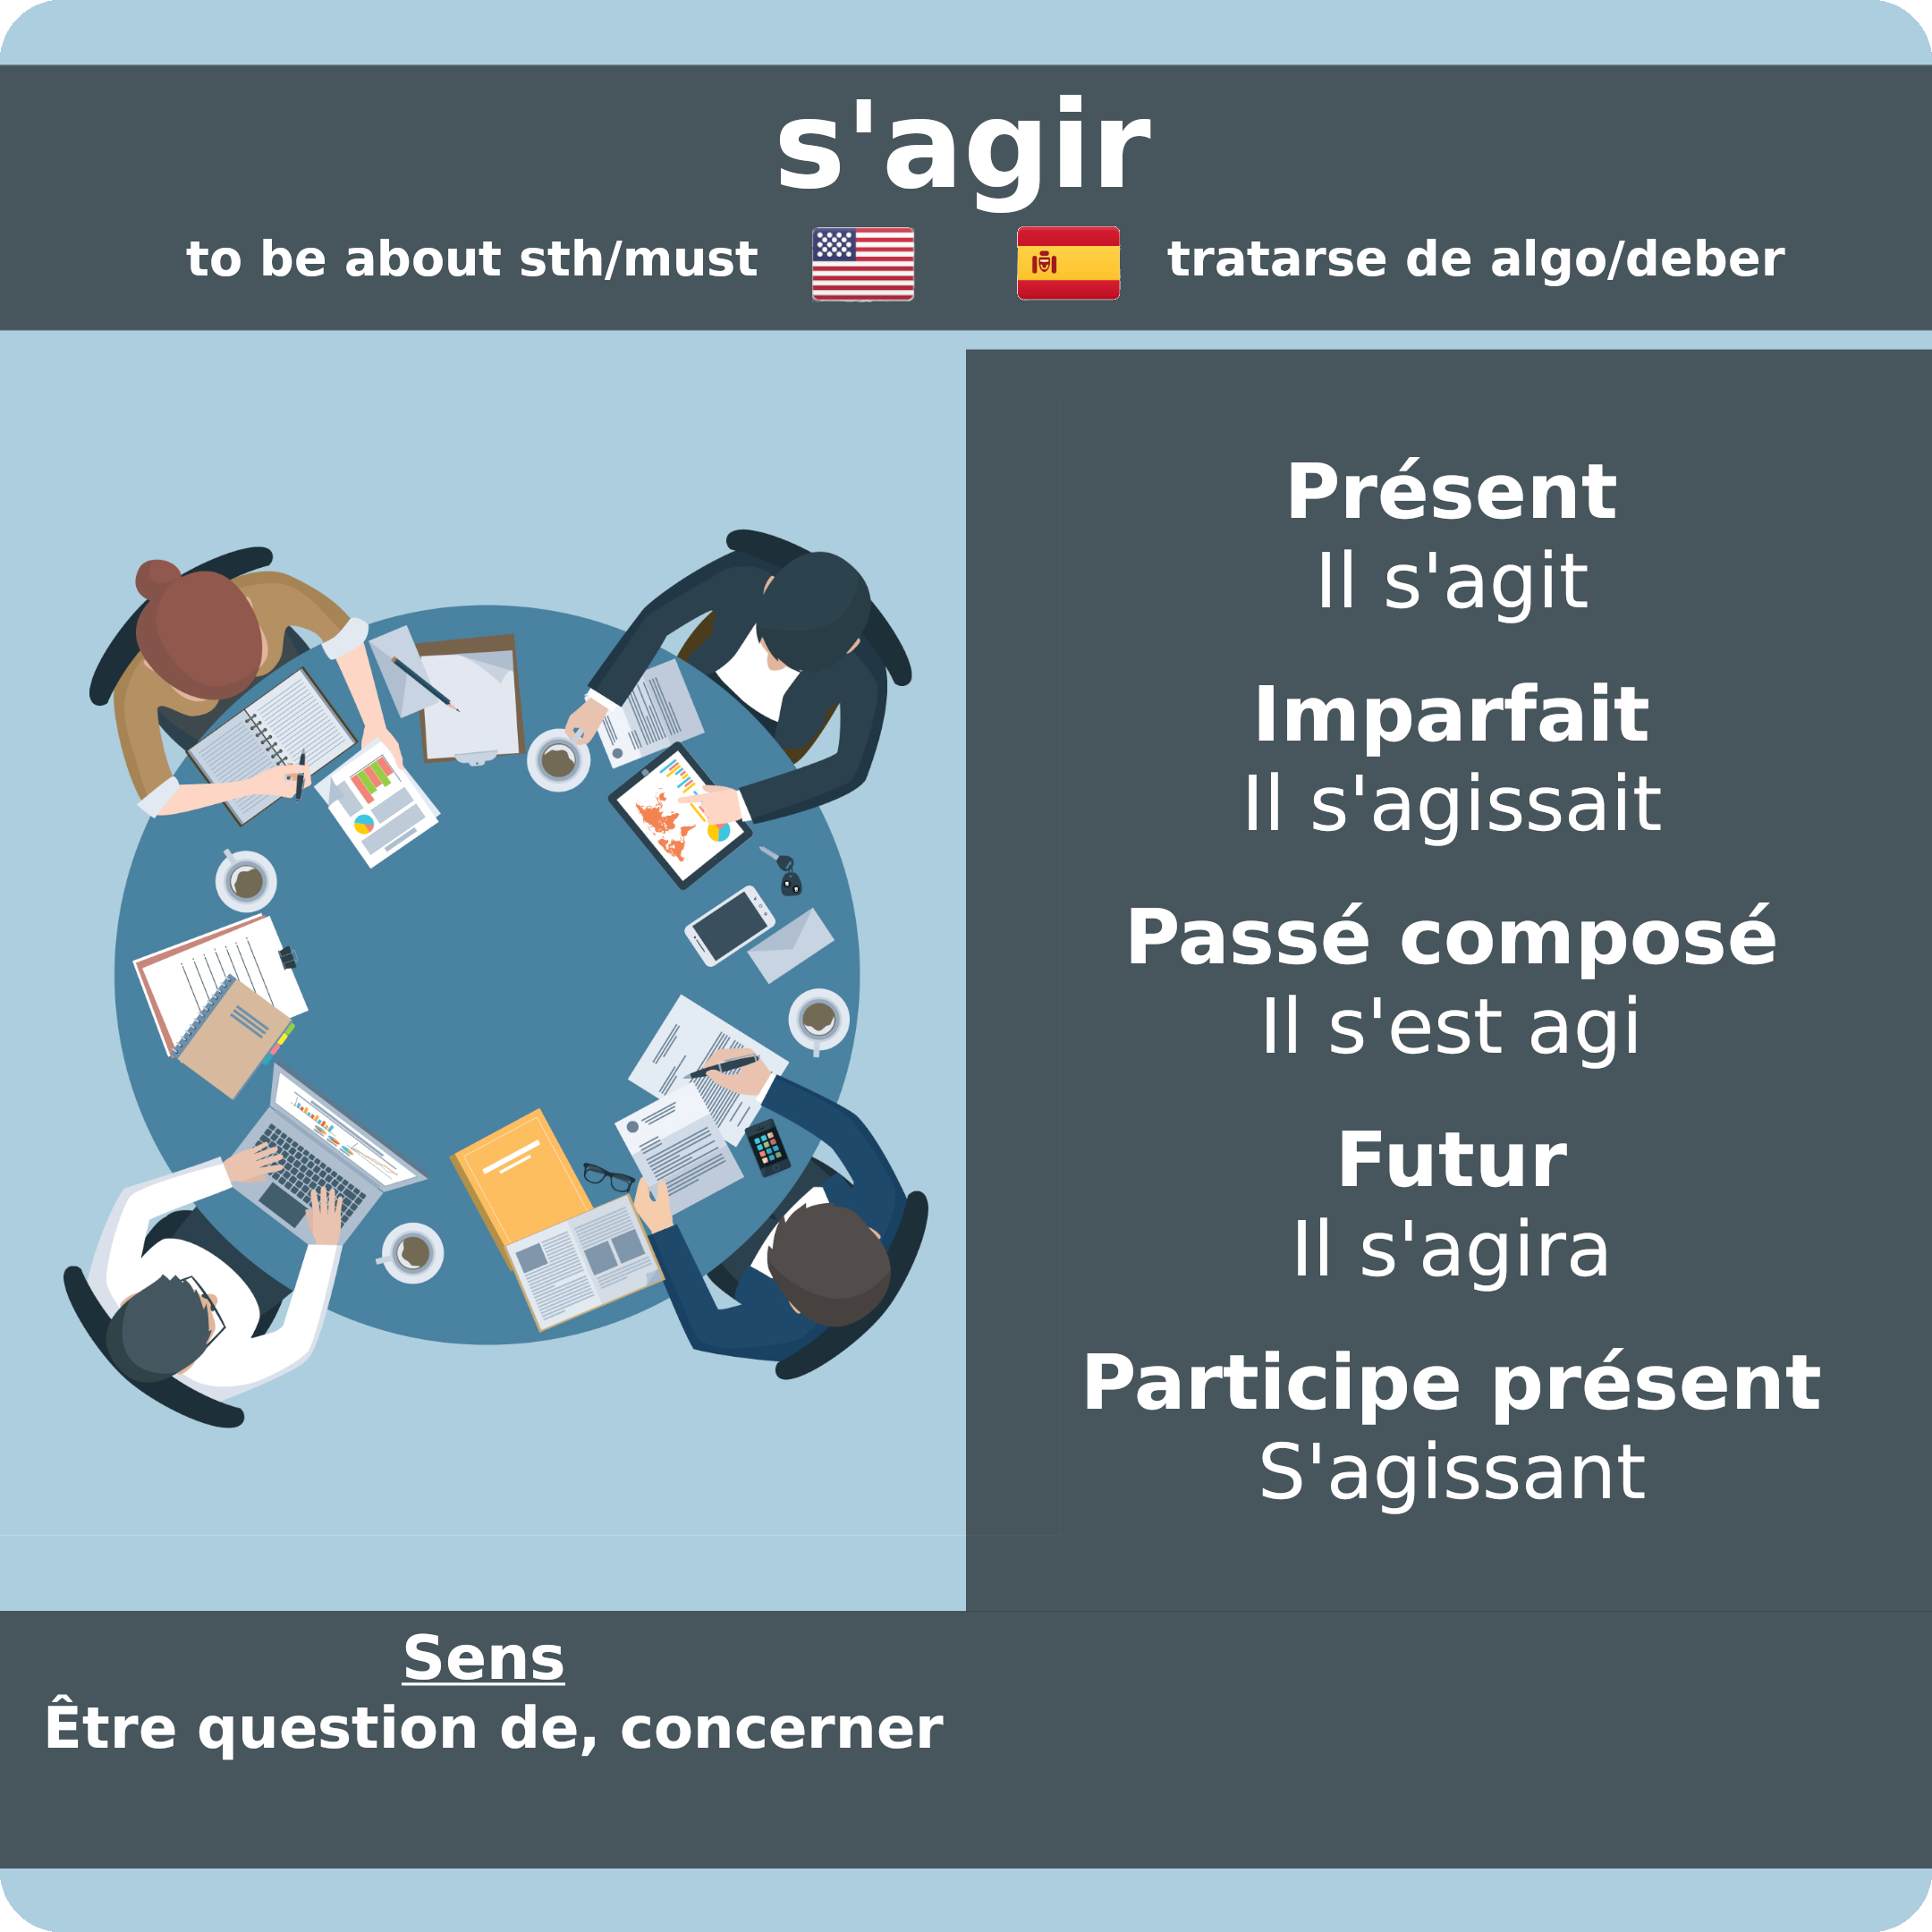 s'agir
to be about sth/must
tratarse de algo/deber
Présent
Il s'agit
Imparfait
Il s'agissait
Passé composé
Il s'est agi
Futur
Il s'agira
Participe présent
S'agissant
Sens
Être question de, concerner